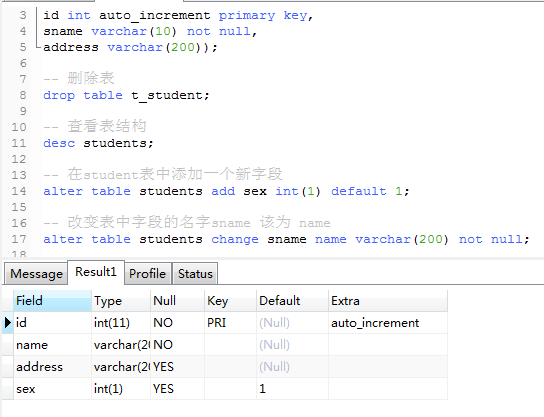 3 id int auto_increment primary key,
4 sname varchar(10) not null,
5 address varchar(200));
6
7 -- 删除表
8 drop table t_student;
9
10 -- 查看表结构
11 desc students;
12
13 -- 在student表中添加一个新字段
14 alter table students add sex int(1) default 1;
15
16 -- 改变表中字段的名字sname 该为 name
17 alter table students change sname name varchar(200) not null;
18
Message Result1 Profile Status
Field Type Null Key Default Extra
id int(11) NO PRI (Null) auto_increment
name varchar(20 NO (Null)
address varchar(20 YES (Null)
sex int(1) YES 1